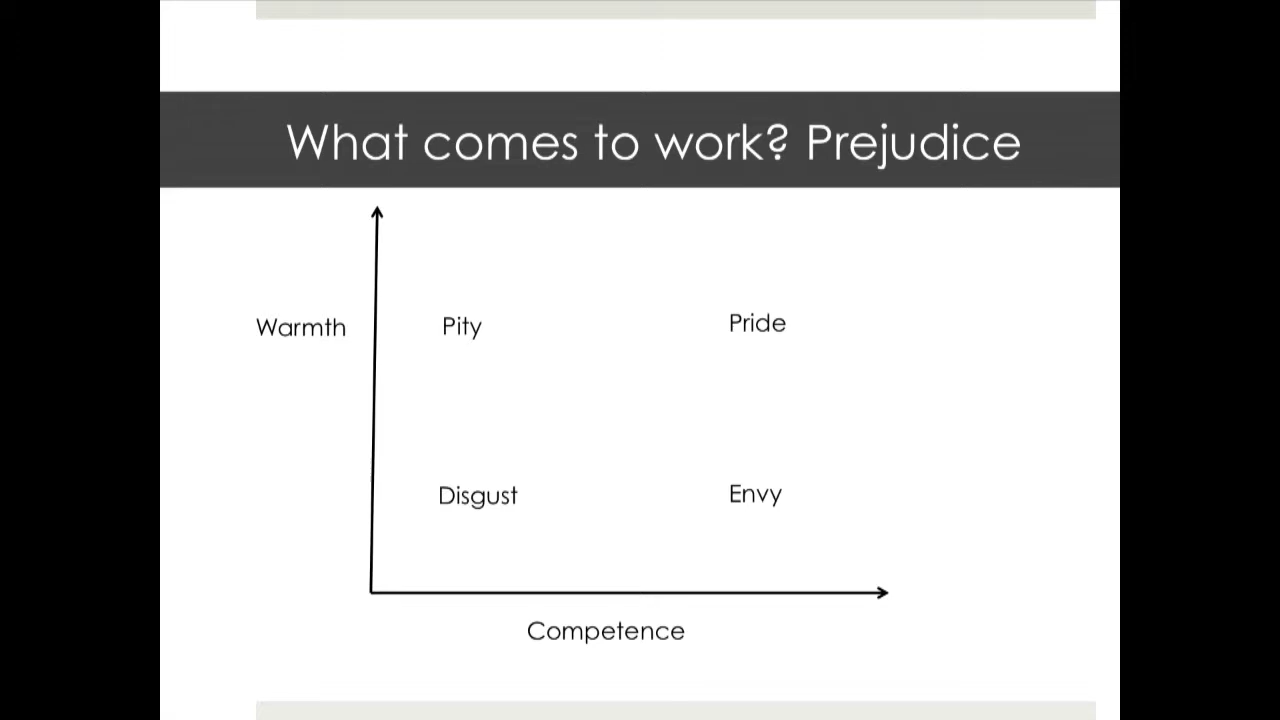 What comes to work? Prejudice
Warmth
Pity
Pride
Disgust
Envy
Competence